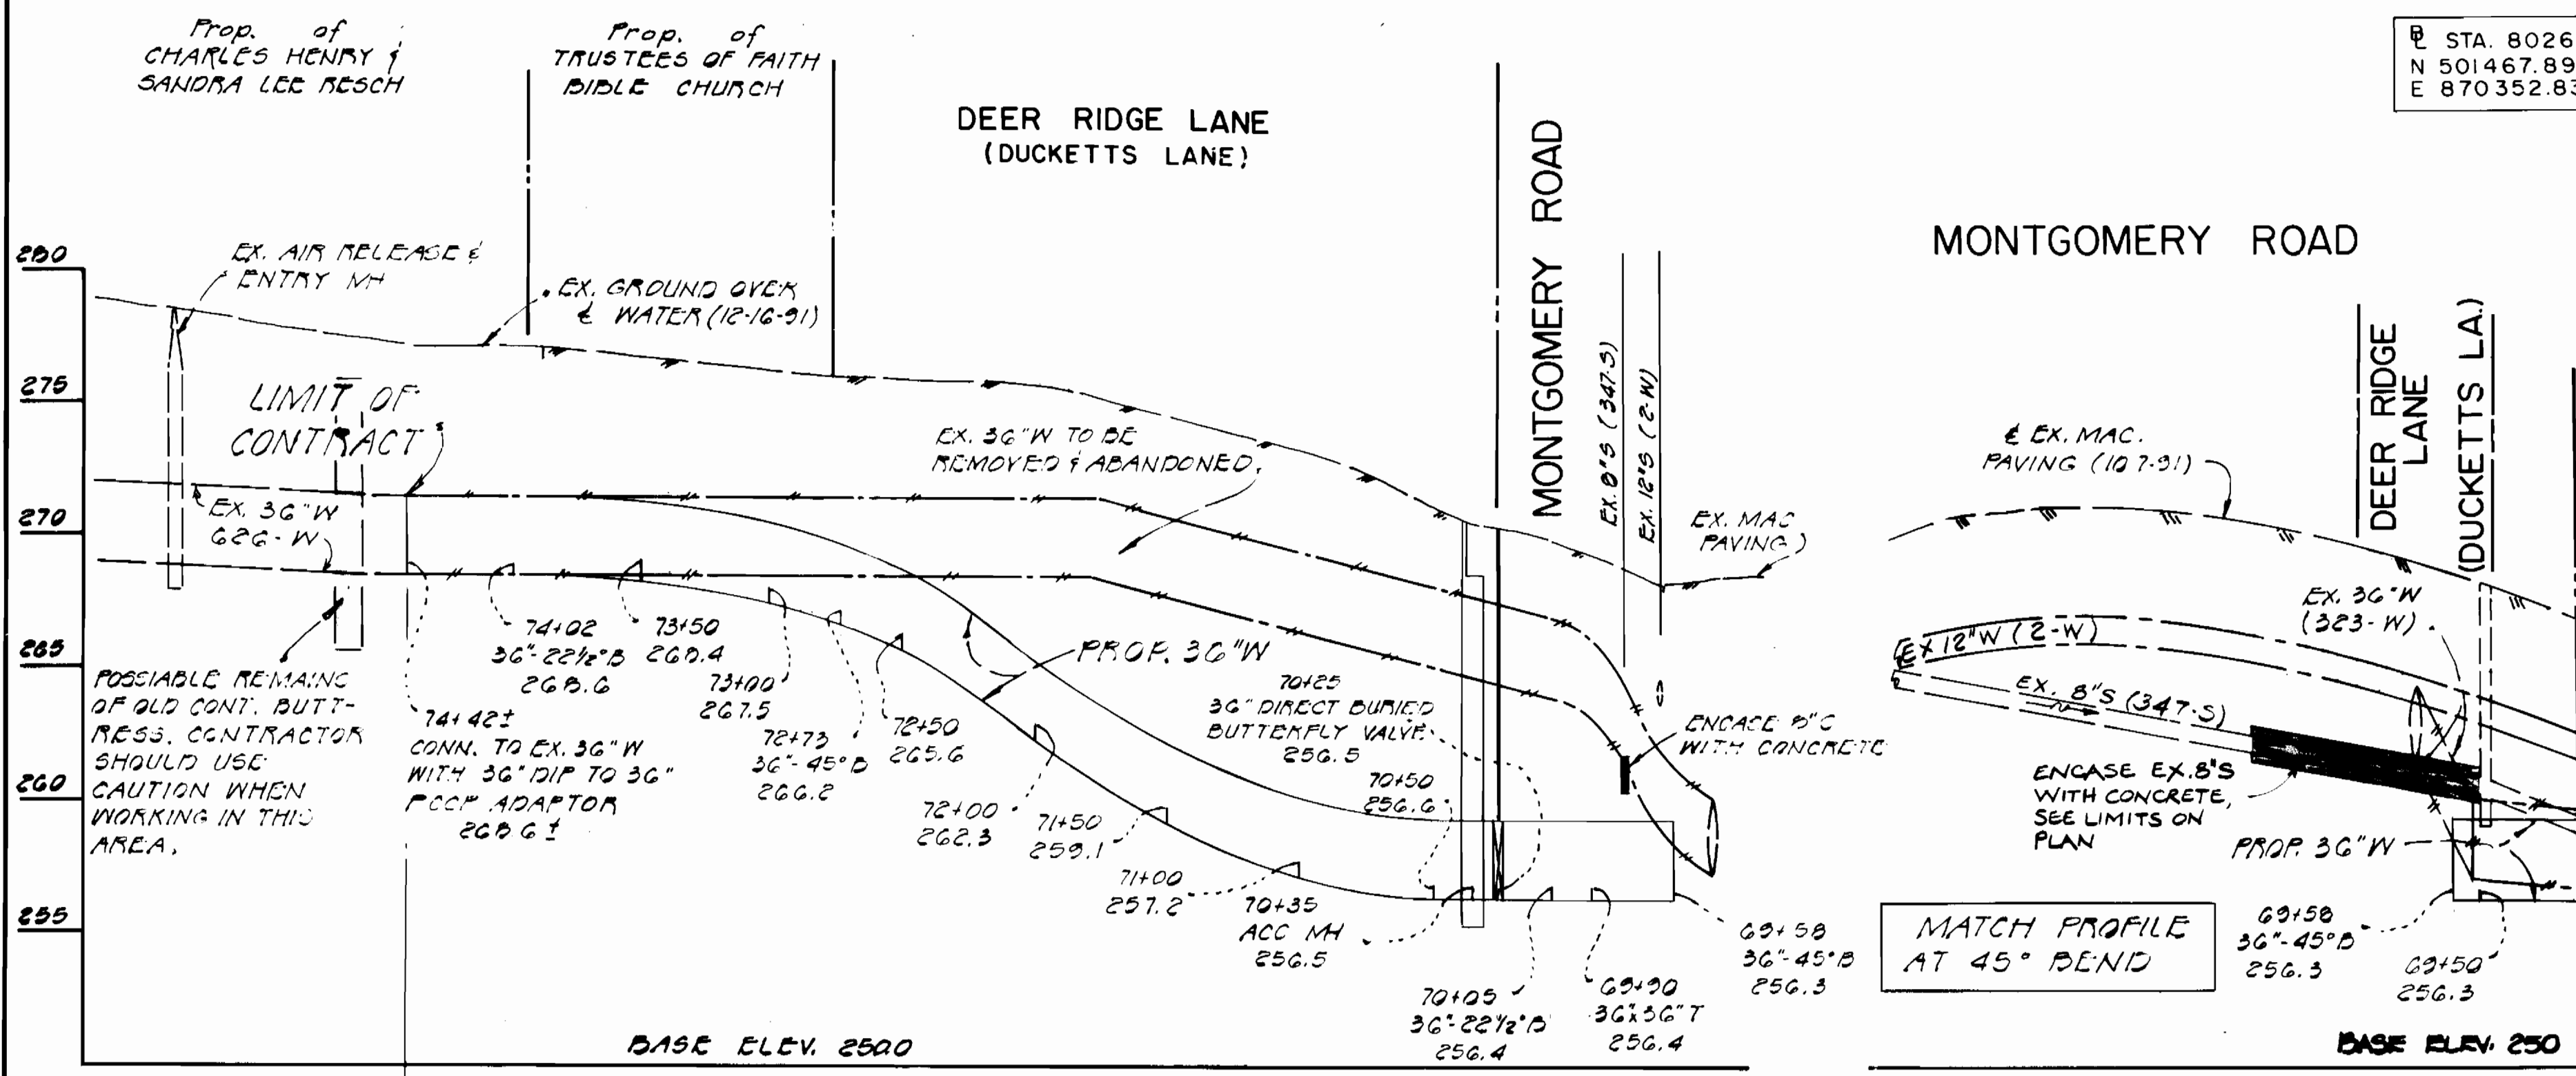 Prop. of
CHARLES HENRY &
SANDRA LEE RESCH
Prop. of
TRUSTEES OF FAITH
BIBLE CHURCH
DEER RIDGE LANE
(DUCKETTS LANE)
MONTGOMERY ROAD
EX. 8"S (347-S)
EX. 12"S (2-W)
MONTGOMERY ROAD
DEER RIDGE
LANE
(DUCKETTS LA.)
℄ STA. 8026
N 501467.89
E 870352.83
280
275
270
265
260
255
EX. AIR RELEASE &
ENTRY MH
EX. GROUND OVER
℄ WATER (12-16-91)
LIMIT OF
CONTRACT
EX. 36"W TO BE
REMOVED & ABANDONED.
EX. 36"W
626-W
EX. MAC
PAVING
℄ EX. MAC.
PAVING (10 7-91)
EX. 36"W
(323-W)
EX 12"W (2-W)
EX. 8"S (347-S)
POSSIABLE REMAINS
OF OLD CONT. BUTT-
RESS. CONTRACTOR
SHOULD USE
CAUTION WHEN
WORKING IN THIS
AREA.
74+42±
CONN. TO EX. 36"W
WITH 36" DIP TO 36"
PCCP ADAPTOR
268.6±
74+02
36"-22½°B
268.6
73+50
268.4
73+00
267.5
72+73
36"-45°B
266.2
72+50
265.6
72+00
262.3
71+50
259.1
71+00
257.2
PROP. 36"W
70+25
36" DIRECT BURIED
BUTTERFLY VALVE
256.5
70+50
256.6
70+35
ACC MH
256.5
70+05
36"-22½°B
256.4
69+90
36"x36"T
256.4
69+58
36"-45°B
256.3
ENCASE 8"S
WITH CONCRETE
ENCASE EX. 8"S
WITH CONCRETE,
SEE LIMITS ON
PLAN
PROP. 36"W
MATCH PROFILE
AT 45° BEND
69+58
36"-45°B
256.3
69+50
256.3
BASE ELEV. 250.0
BASE ELEV. 250